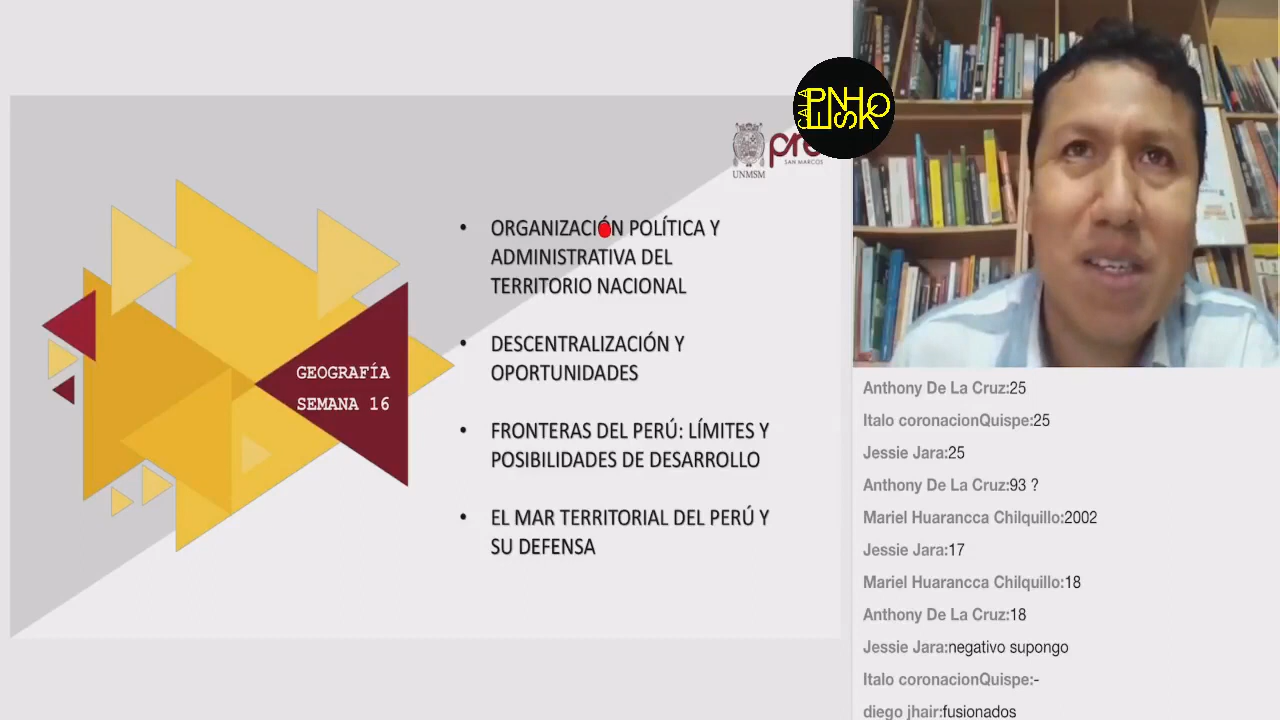 CALA
PNHO
ESK
UNMSM
SAN MARCOS
GEOGRAFÍA
SEMANA 16
• ORGANIZACIÓN POLÍTICA Y
ADMINISTRATIVA DEL
TERRITORIO NACIONAL
• DESCENTRALIZACIÓN Y
OPORTUNIDADES
• FRONTERAS DEL PERÚ: LÍMITES Y
POSIBILIDADES DE DESARROLLO
• EL MAR TERRITORIAL DEL PERÚ Y
SU DEFENSA
Anthony De La Cruz:25
Italo coronacionQuispe:25
Jessie Jara:25
Anthony De La Cruz:93 ?
Mariel Huarancca Chilquillo:2002
Jessie Jara:17
Mariel Huarancca Chilquillo:18
Anthony De La Cruz:18
Jessie Jara:negativo supongo
Italo coronacionQuispe:-
diego jhair:fusionados